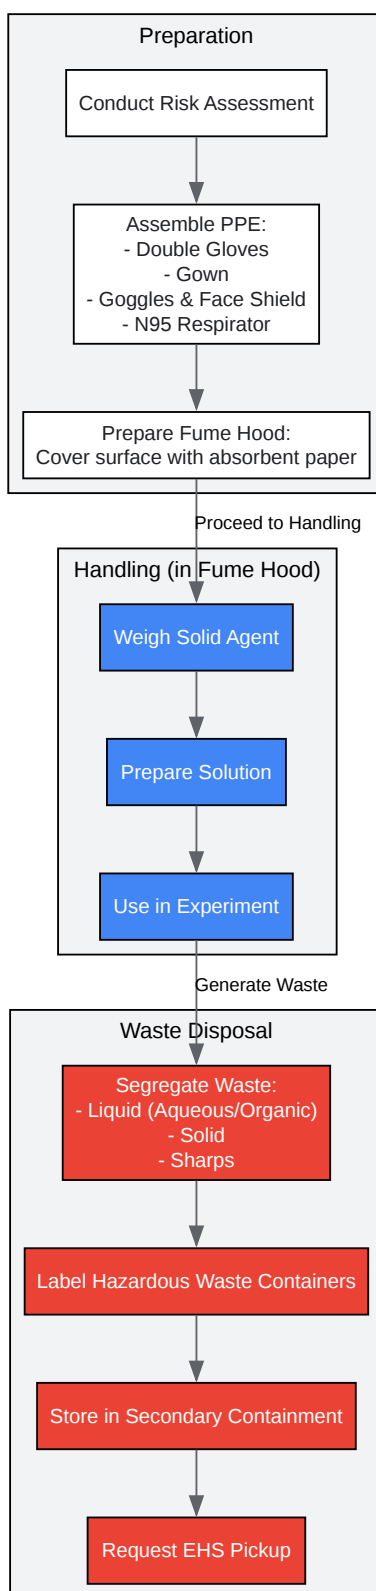 Preparation
Conduct Risk Assessment
Assemble PPE:
- Double Gloves
- Gown
- Goggles & Face Shield
- N95 Respirator
Prepare Fume Hood:
Cover surface with absorbent paper
Proceed to Handling
Handling (in Fume Hood)
Weigh Solid Agent
Prepare Solution
Use in Experiment
Generate Waste
Waste Disposal
Segregate Waste:
- Liquid (Aqueous/Organic)
- Solid
- Sharps
Label Hazardous Waste Containers
Store in Secondary Containment
Request EHS Pickup